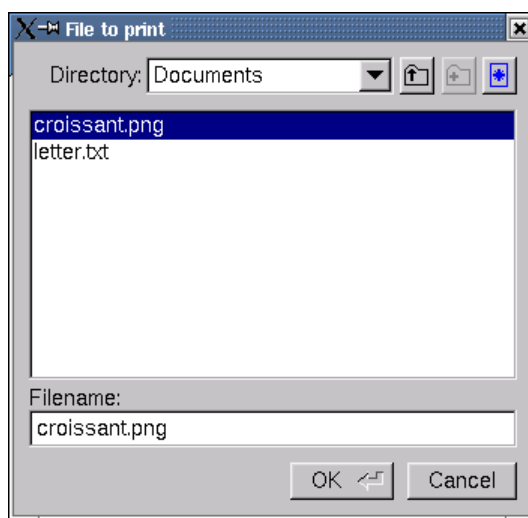 File to print
Directory: Documents
croissant.png
letter.txt
Filename:
croissant.png
OK Cancel